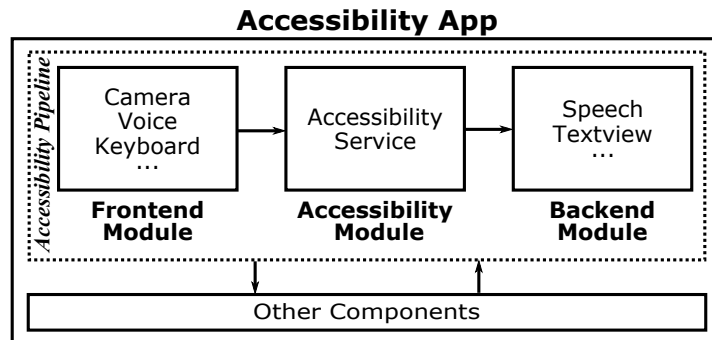 Accessibility App
Accessibility Pipeline
Camera
Voice
Keyboard
...
Frontend
Module
Accessibility
Service
Accessibility
Module
Speech
Textview
...
Backend
Module
Other Components